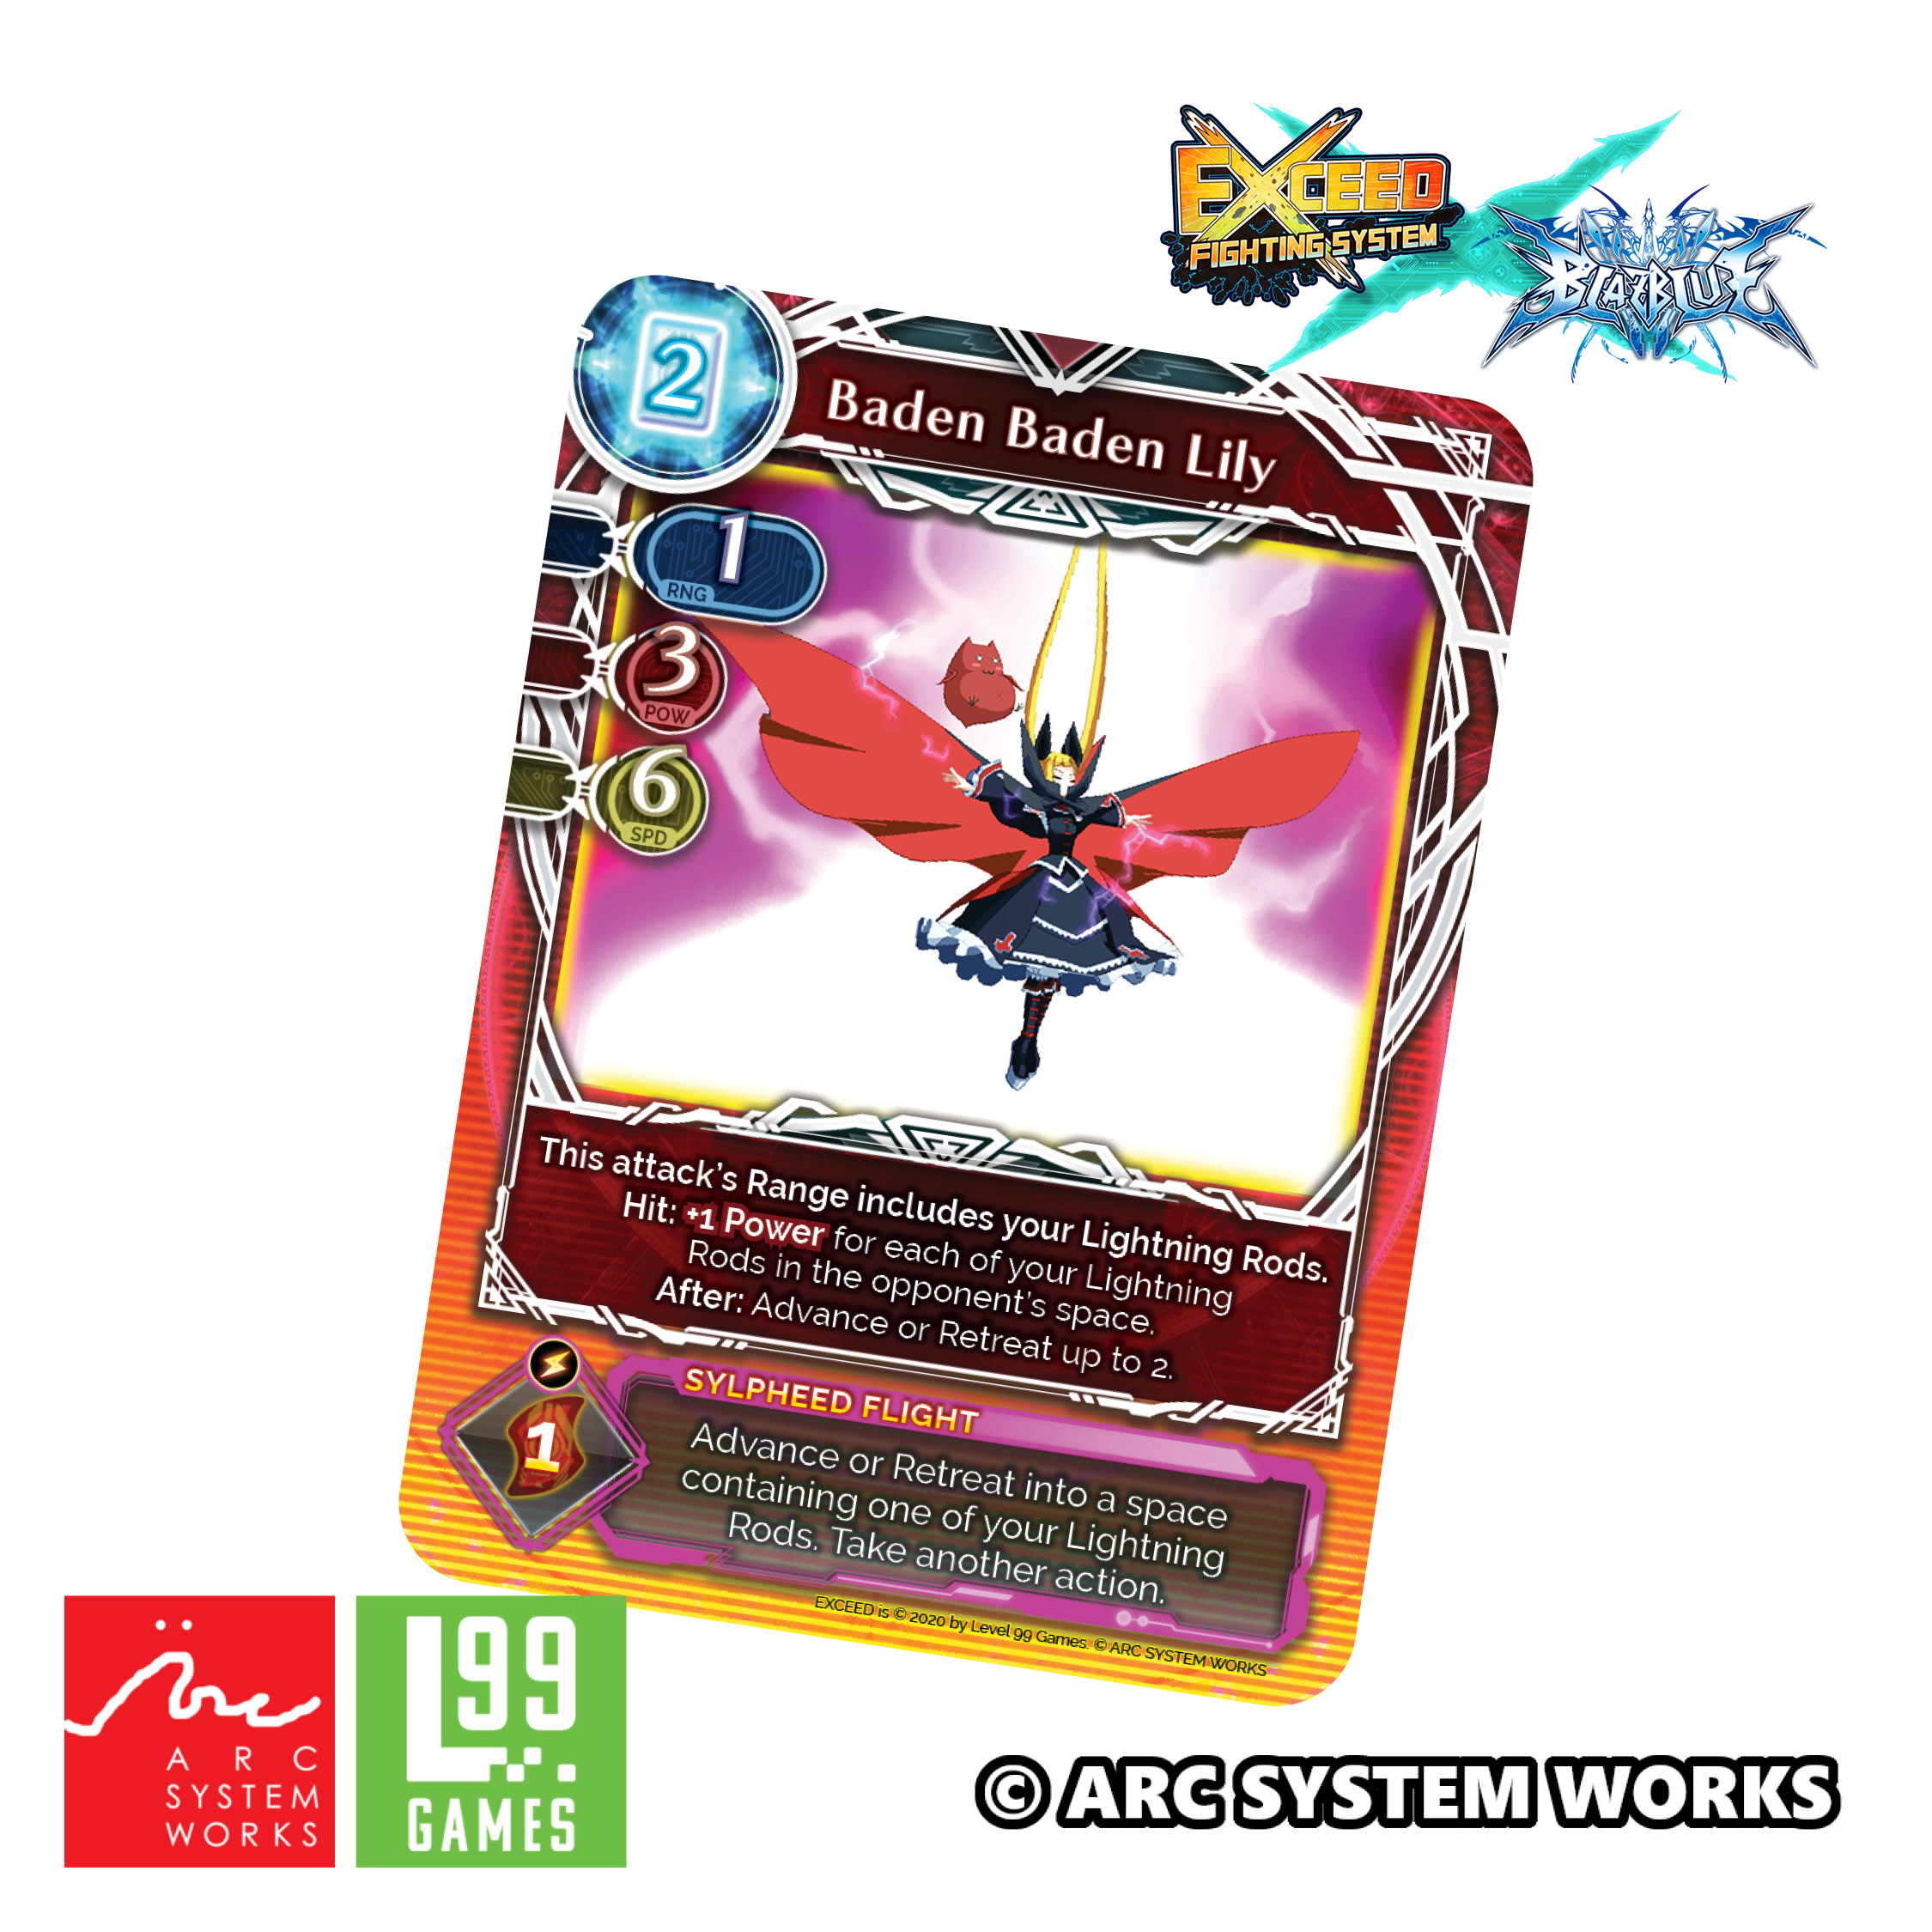 EXCEED
FIGHTING SYSTEM
BLAZBLUE
2
Baden Baden Lily
1
RNG
3
POW
6
SPD
This attack's Range includes your Lightning Rods.
Hit: +1 Power for each of your Lightning
Rods in the opponent's space.
After: Advance or Retreat up to 2.
SYLPHEED FLIGHT
1
Advance or Retreat into a space
containing one of your Lightning
Rods. Take another action.
EXCEED is © 2020 by Level 99 Games. © ARC SYSTEM WORKS
Arc
ARC
SYSTEM
WORKS
L99
GAMES
© ARC SYSTEM WORKS